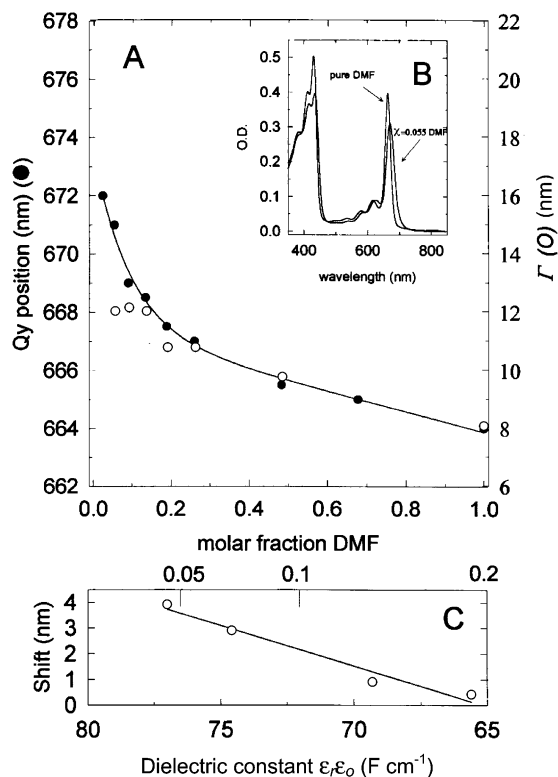 A
678
676
674
672
670
668
666
664
662
Qy position (nm) (●)
22
20
18
16
14
12
10
8
6
Γ (O) (nm)
B
0.5
0.4
0.3
0.2
0.1
0.0
O.D.
pure DMF
χ=0.055 DMF
400 600 800
wavelength (nm)
0.0 0.2 0.4 0.6 0.8 1.0
molar fraction DMF
0.05 0.1 0.2
C
4
3
2
1
0
Shift (nm)
80 75 70 65
Dielectric constant εrεo (F cm⁻¹)